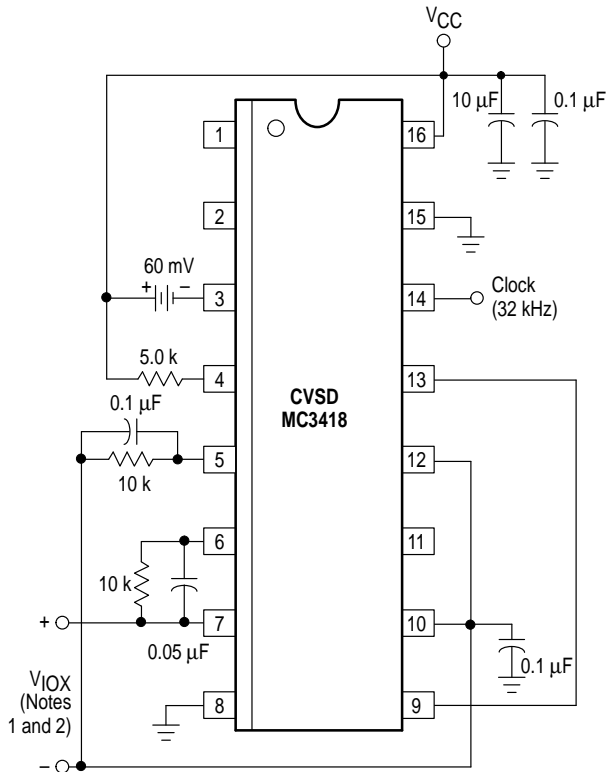 VCC
10 µF
0.1 µF
1
16
2
15
60 mV
+
−
3
14
Clock
(32 kHz)
5.0 k
4
13
CVSD
MC3418
0.1 µF
10 k
5
12
6
11
10 k
+
7
10
0.05 µF
0.1 µF
VIOX
(Notes
1 and 2)
8
9
−